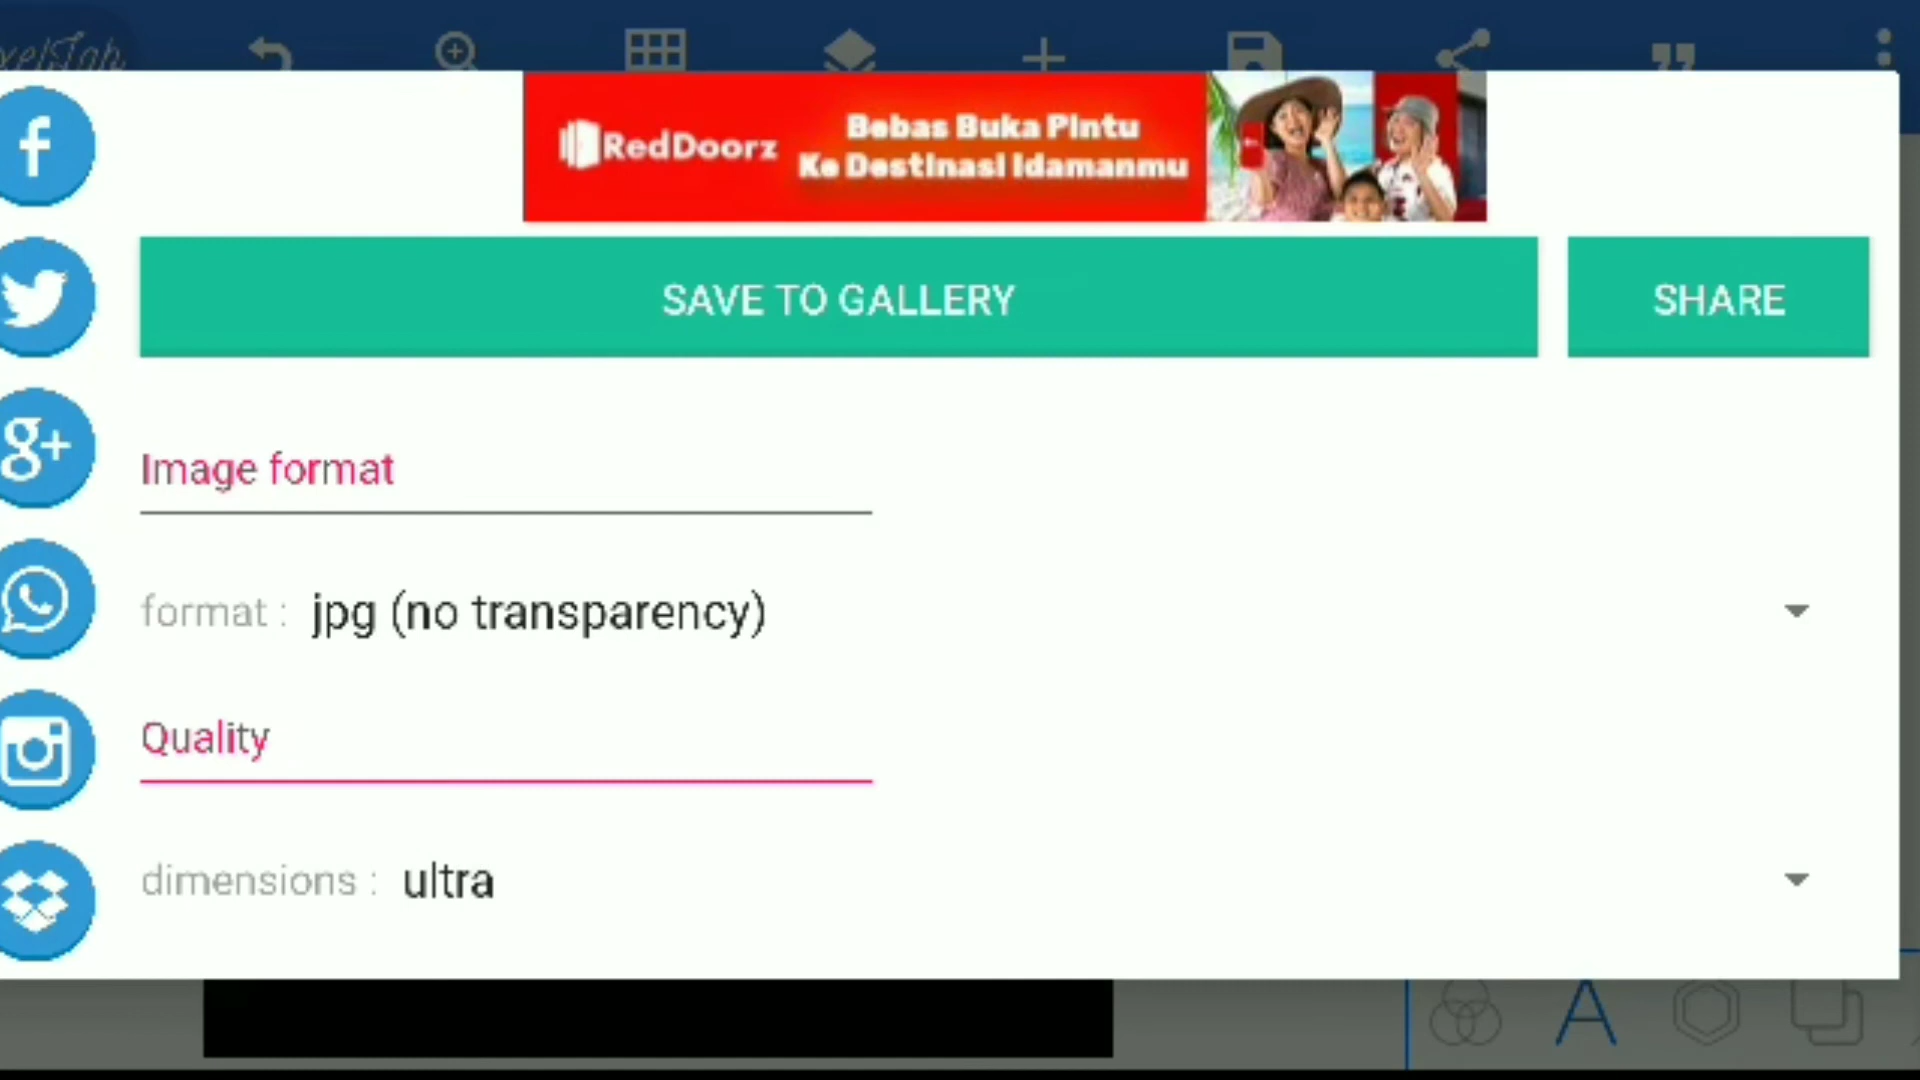 RedDoorz
Bebas Buka Pintu
Ke Destinasi Idamanmu
SAVE TO GALLERY
SHARE
Image format
format : jpg (no transparency)
Quality
dimensions : ultra